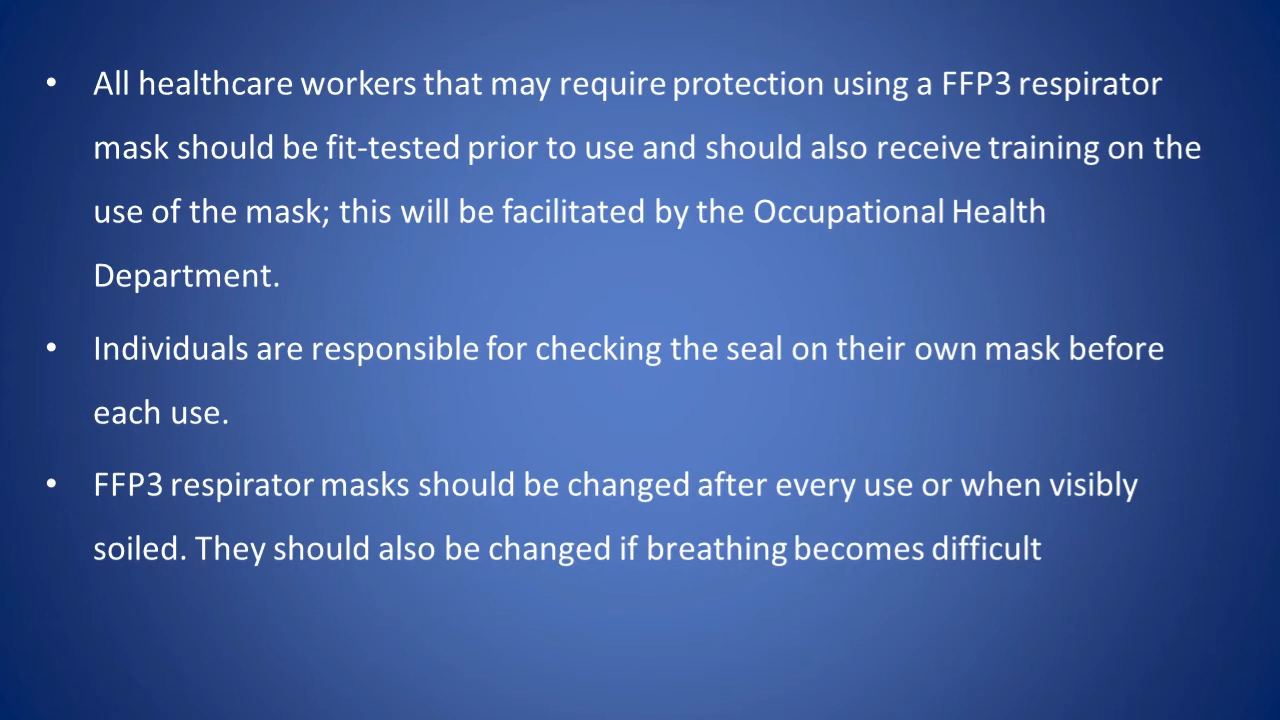 • All healthcare workers that may require protection using a FFP3 respirator
mask should be fit-tested prior to use and should also receive training on the
use of the mask; this will be facilitated by the Occupational Health
Department.
• Individuals are responsible for checking the seal on their own mask before
each use.
• FFP3 respirator masks should be changed after every use or when visibly
soiled. They should also be changed if breathing becomes difficult